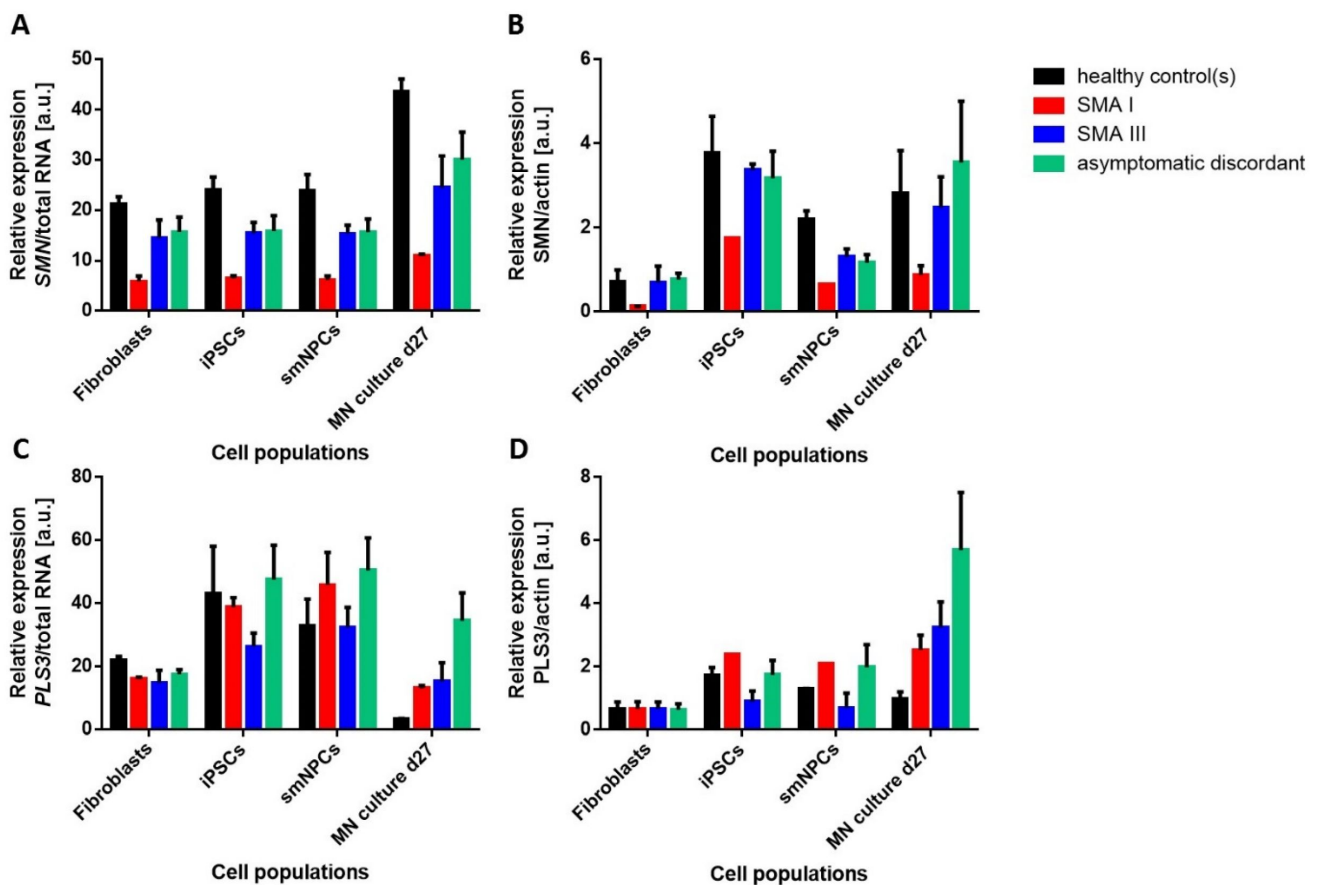 A
Relative expression
SMN/total RNA [a.u.]
50
40
30
20
10
0
Fibroblasts
iPSCs
smNPCs
MN culture d27
Cell populations
B
Relative expression
SMN/actin [a.u.]
6
4
2
0
Fibroblasts
iPSCs
smNPCs
MN culture d27
Cell populations
healthy control(s)
SMA I
SMA III
asymptomatic discordant
C
Relative expression
PLS3/total RNA [a.u.]
80
60
40
20
0
Fibroblasts
iPSCs
smNPCs
MN culture d27
Cell populations
D
Relative expression
PLS3/actin [a.u.]
8
6
4
2
0
Fibroblasts
iPSCs
smNPCs
MN culture d27
Cell populations